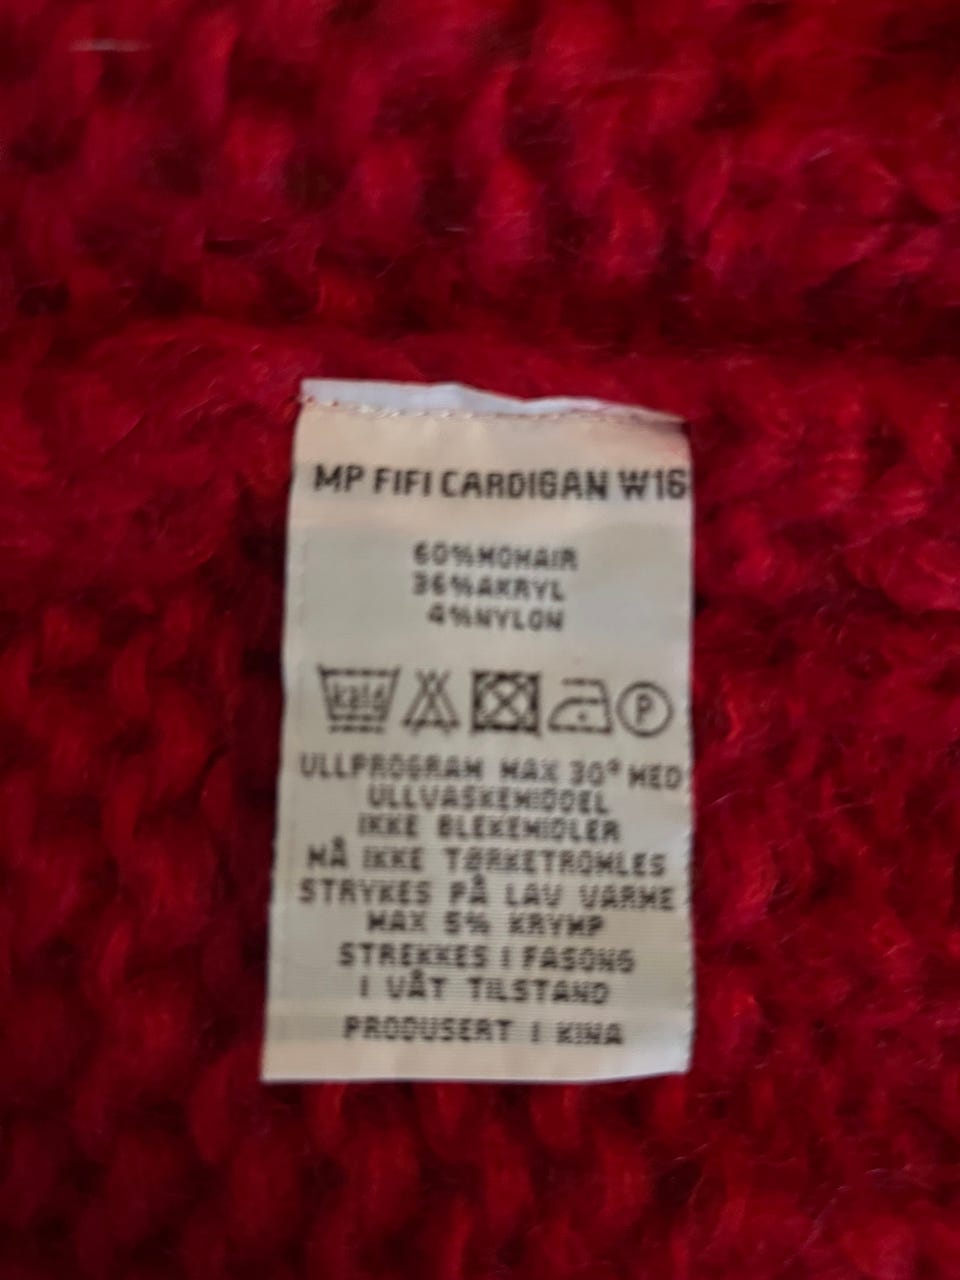 MP FIFI CARDIGAN W16
60%MOHAIR
36%AKRYL
4%NYLON
kald P
ULLPROGRAM MAX 30° MED
ULLVASKEMIDDEL
IKKE BLEKEMIDLER
MÅ IKKE TØRKETROMLES
STRYKES PÅ LAV VARME
MAX 5% KRYMP
STREKKES I FASONG
I VÅT TILSTAND
PRODUSERT I KINA